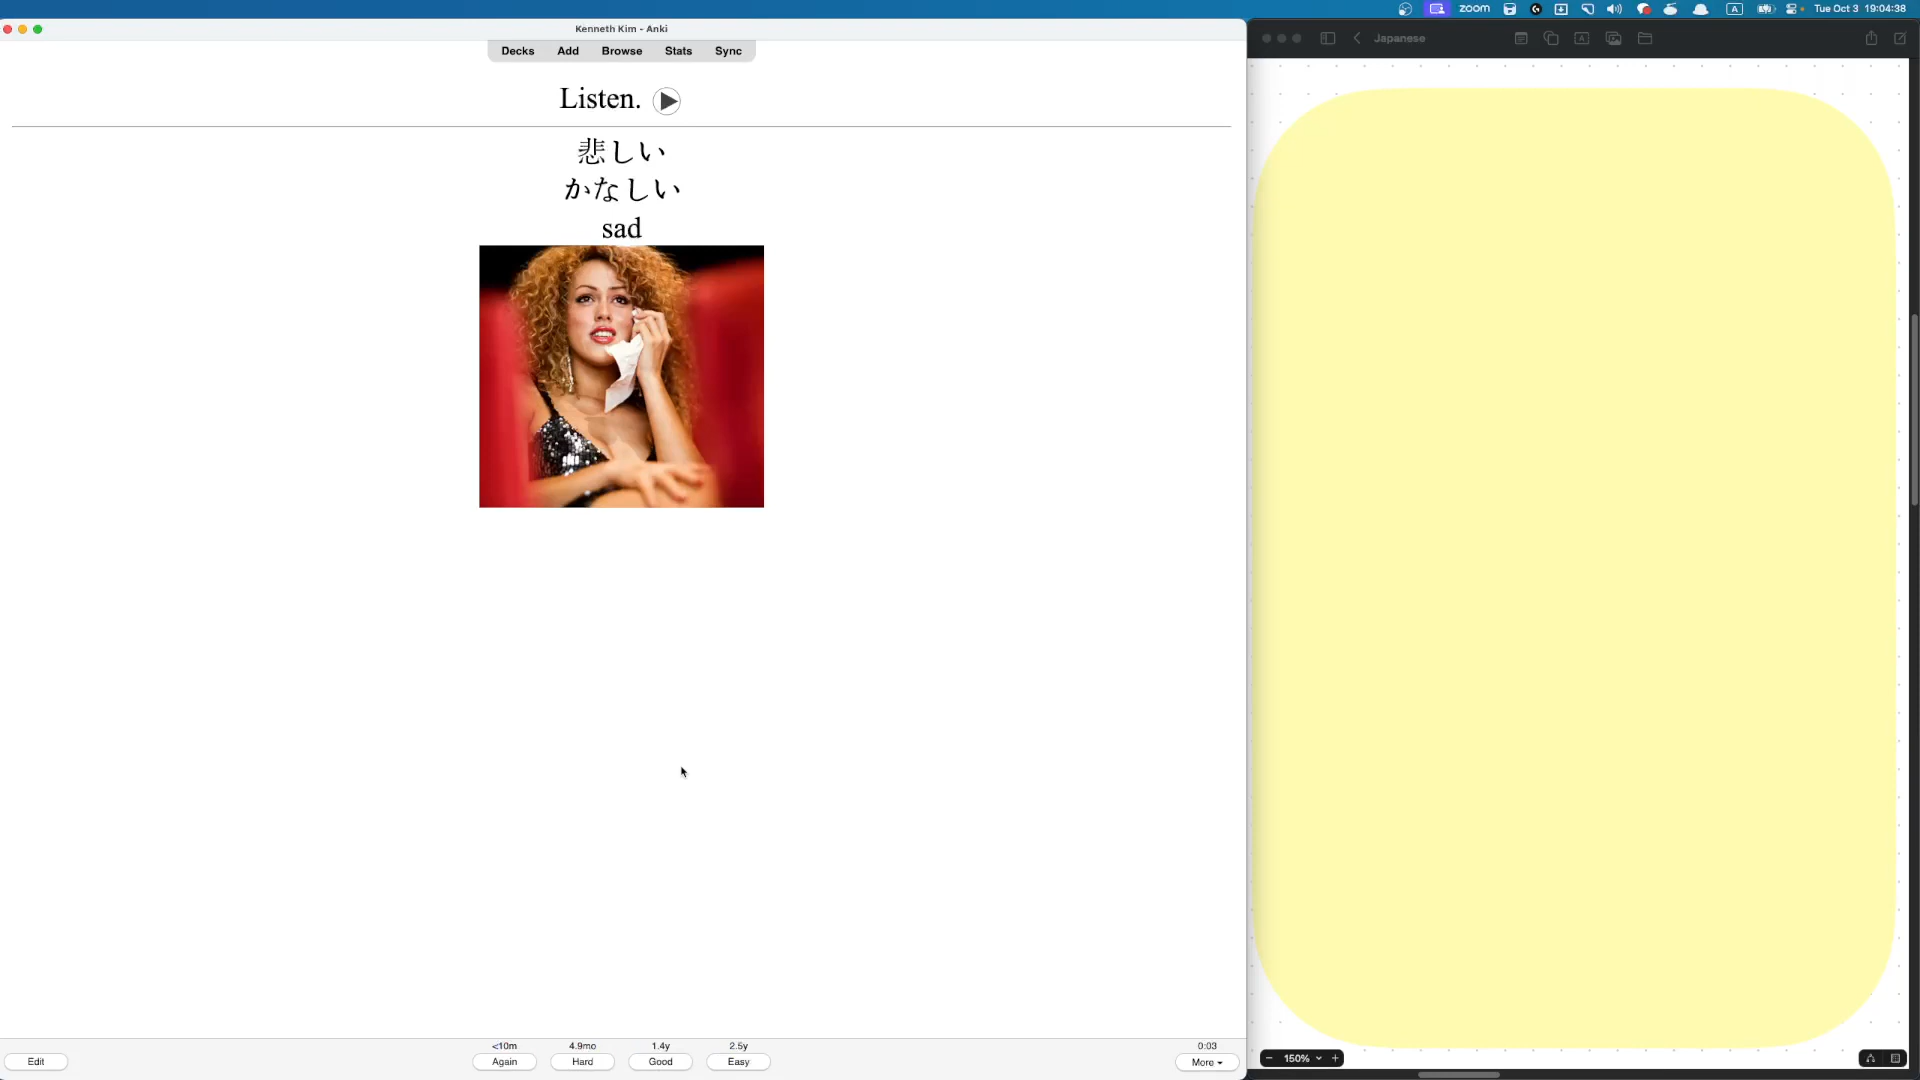 zoom
Tue Oct 3 19:04:38
Kenneth Kim - Anki
Decks Add Browse Stats Sync
Japanese
Listen.
悲しい
かなしい
sad
<10m 4.9mo 1.4y 2.5y 0:03
Edit Again Hard Good Easy More
150%